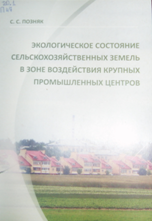 С. Е. ПОЗНЯК
ЭКОЛОГИЧЕСКОЕ СОСТОЯНИЕ
СЕЛЬСКОХОЗЯЙСТВЕННЫХ ЗЕМЕЛЬ
В ЗОНЕ ВОЗДЕЙСТВИЯ КРУПНЫХ
ПРОМЫШЛЕННЫХ ЦЕНТРОВ